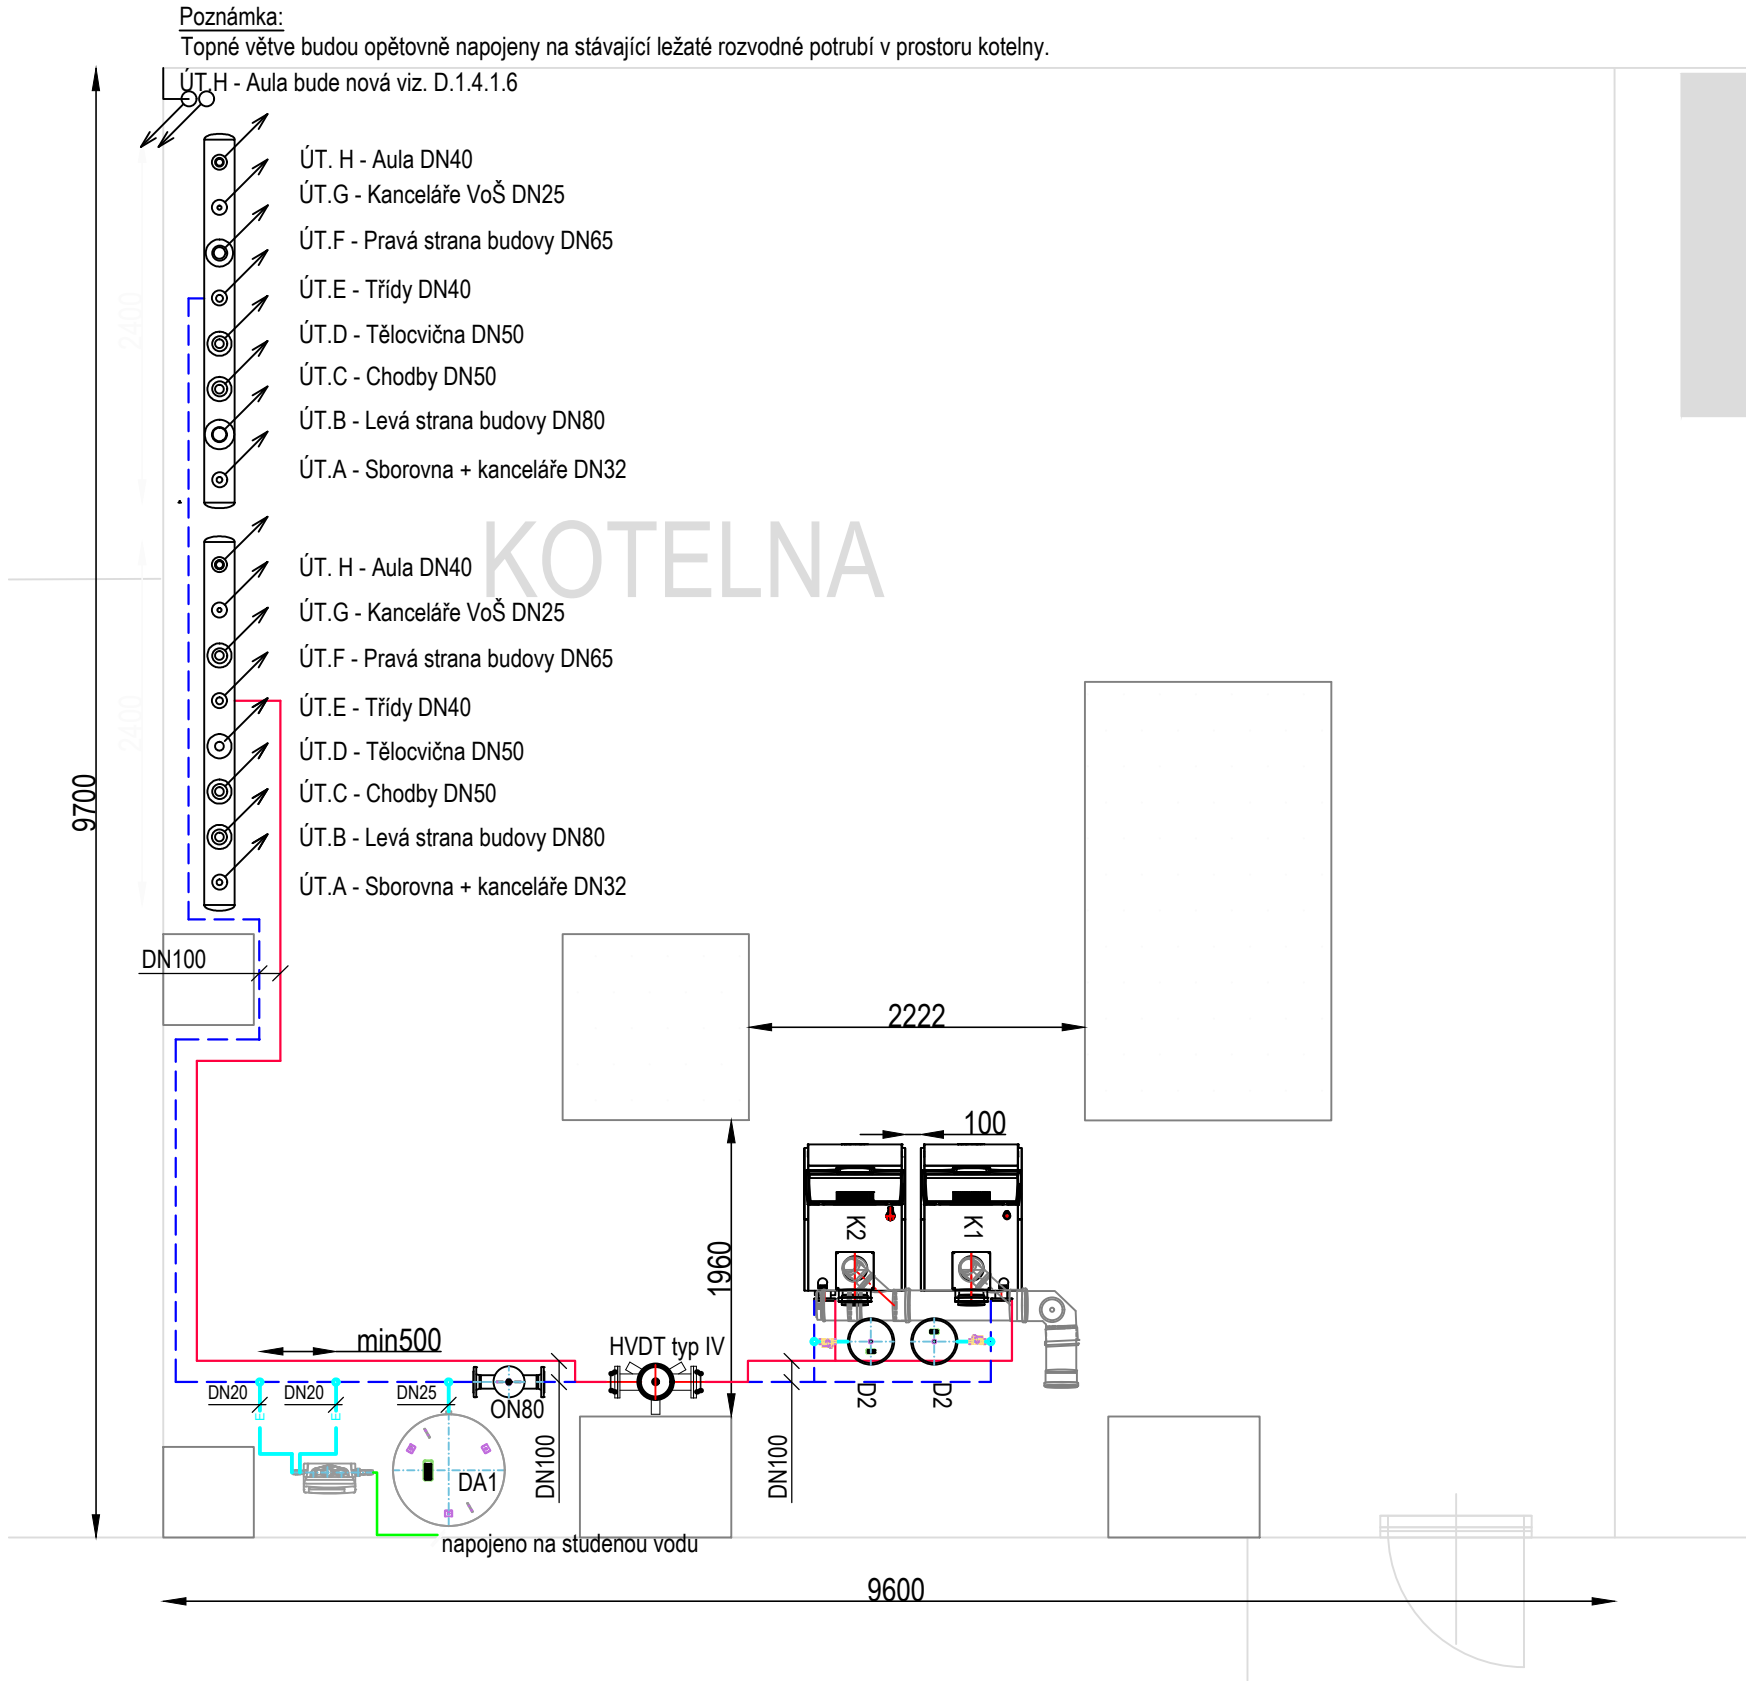 Poznámka:
Topné větve budou opětovně napojeny na stávající ležaté rozvodné potrubí v prostoru kotelny.
ÚT.H - Aula bude nová viz. D.1.4.1.6
ÚT. H - Aula DN40
ÚT.G - Kanceláře VoŠ DN25
ÚT.F - Pravá strana budovy DN65
ÚT.E - Třídy DN40
2400
ÚT.D - Tělocvična DN50
ÚT.C - Chodby DN50
ÚT.B - Levá strana budovy DN80
ÚT.A - Sborovna + kanceláře DN32
KOTELNA
ÚT. H - Aula DN40
ÚT.G - Kanceláře VoŠ DN25
ÚT.F - Pravá strana budovy DN65
ÚT.E - Třídy DN40
2400
ÚT.D - Tělocvična DN50
ÚT.C - Chodby DN50
9700
ÚT.B - Levá strana budovy DN80
ÚT.A - Sborovna + kanceláře DN32
DN100
2222
100
K2
K1
1960
min500
HVDT typ IV
DN20
DN20
DN25
ON80
D2
D2
DN100
DN100
DA1
napojeno na studenou vodu
9600